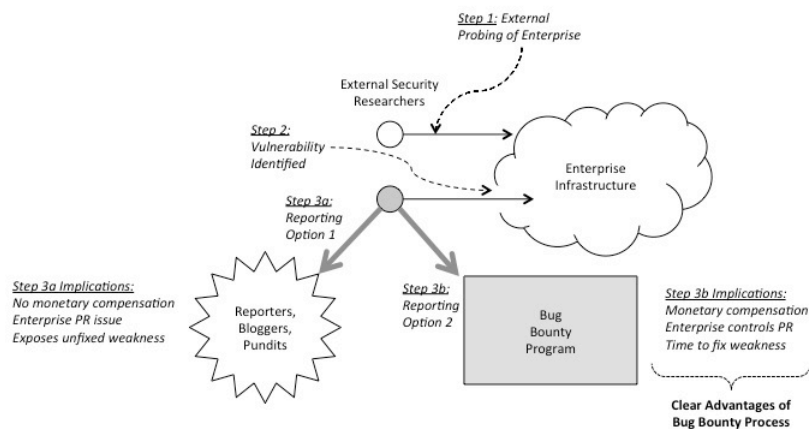 Step 1: External
Probing of Enterprise
External Security
Researchers
Step 2:
Vulnerability
Identified
Enterprise
Infrastructure
Step 3a:
Reporting
Option 1
Step 3a Implications:
No monetary compensation
Enterprise PR issue
Exposes unfixed weakness
Reporters,
Bloggers,
Pundits
Step 3b:
Reporting
Option 2
Bug
Bounty
Program
Step 3b Implications:
Monetary compensation
Enterprise controls PR
Time to fix weakness
Clear Advantages of
Bug Bounty Process